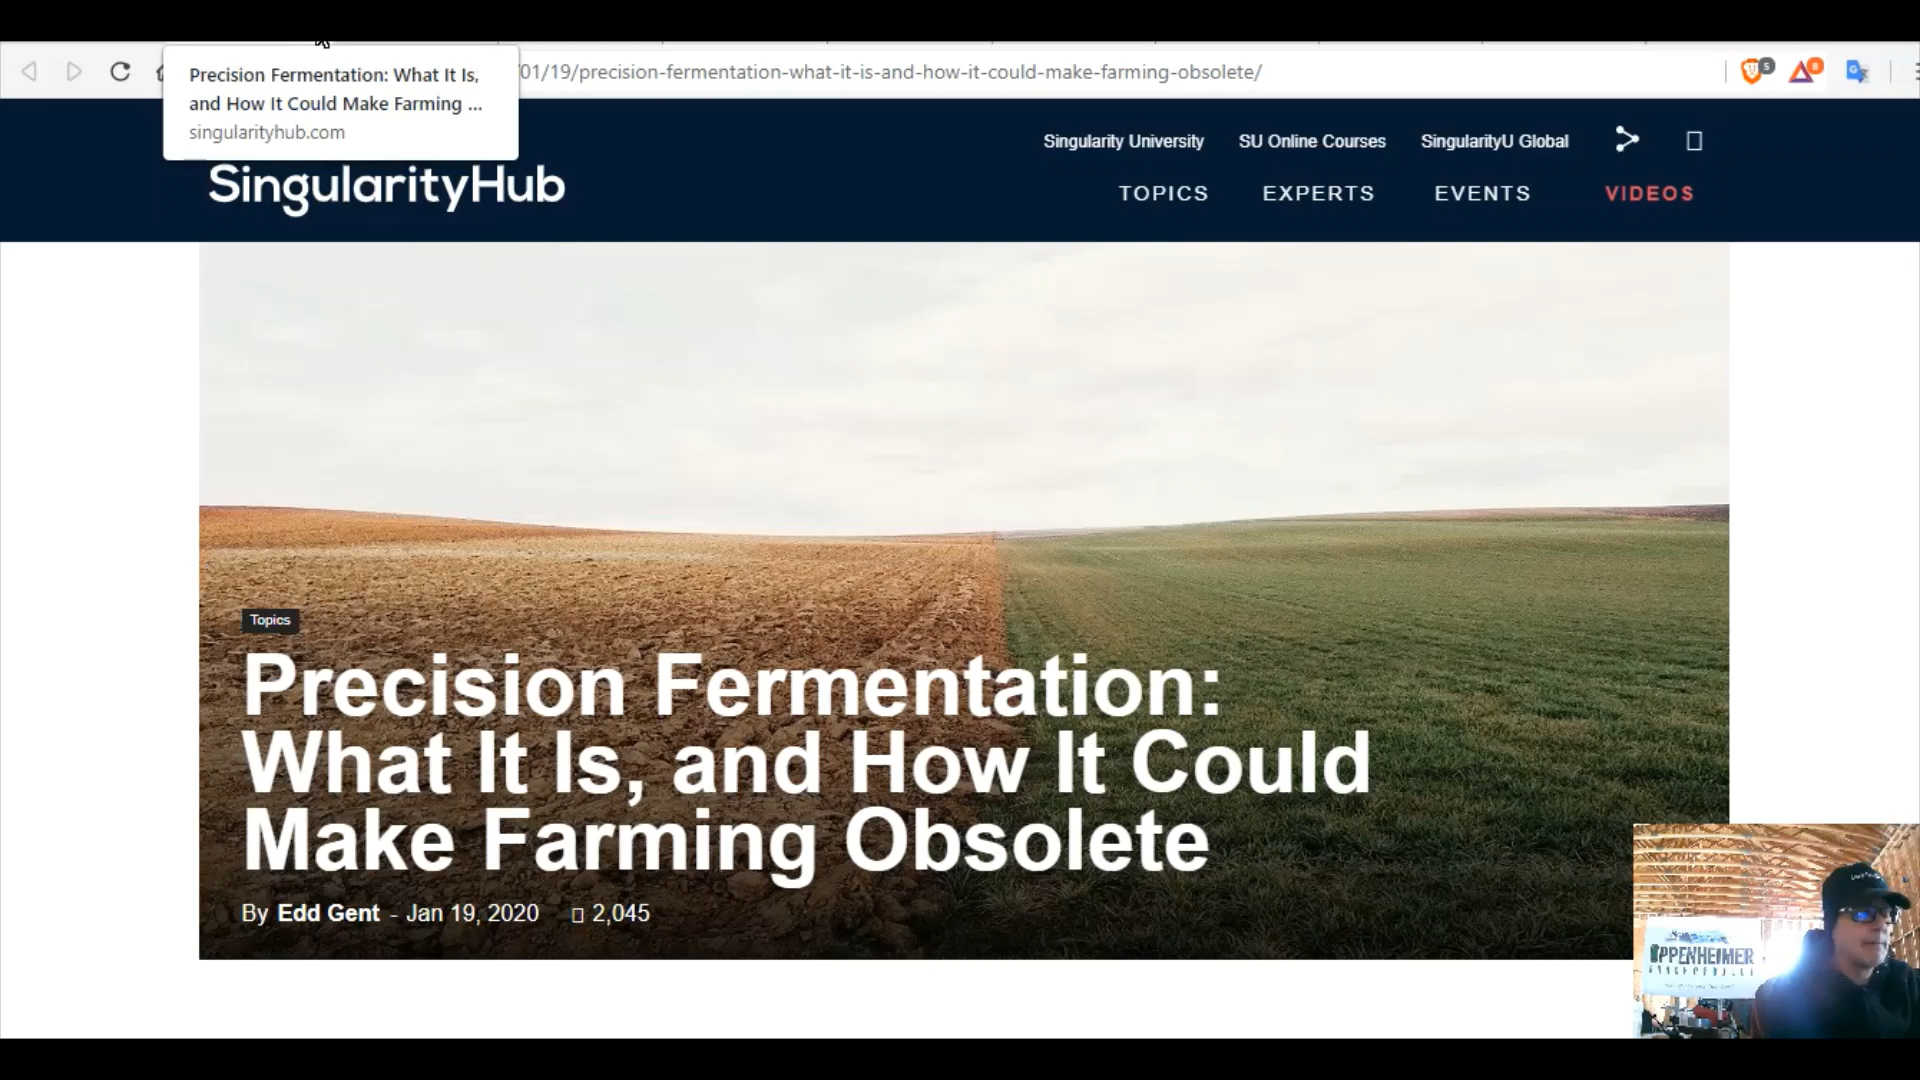 Precision Fermentation: What It Is,
and How It Could Make Farming ...
singularityhub.com
/01/19/precision-fermentation-what-it-is-and-how-it-could-make-farming-obsolete/
5
8
Singularity University
SU Online Courses
SingularityU Global
SingularityHub
TOPICS
EXPERTS
EVENTS
VIDEOS
Topics
Precision Fermentation:
What It Is, and How It Could
Make Farming Obsolete
By Edd Gent - Jan 19, 2020 2,045
PPENHEIMER